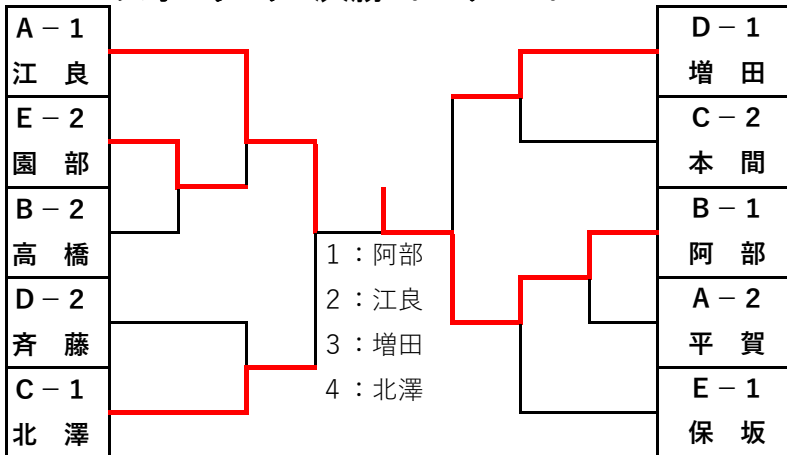 A－1
江　良
E－2
園　部
B－2
高　橋
D－2
斉　藤
C－1
北　澤
1：阿部
2：江良
3：増田
4：北澤
D－1
増　田
C－2
本　間
B－1
阿　部
A－2
平　賀
E－1
保　坂